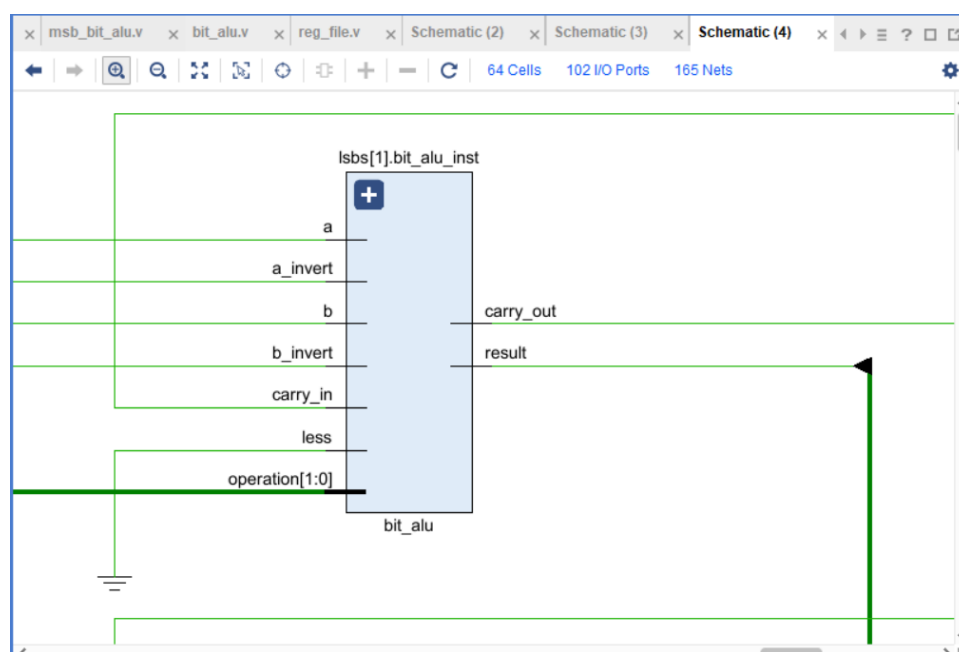 msb_bit_alu.v bit_alu.v reg_file.v Schematic (2) Schematic (3) Schematic (4)
64 Cells 102 I/O Ports 165 Nets
lsbs[1].bit_alu_inst
a
a_invert
b
carry_out
b_invert
result
carry_in
less
operation[1:0]
bit_alu